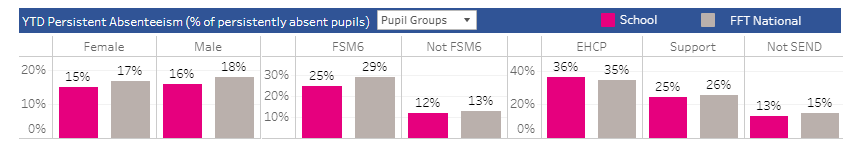 YTD Persistent Absenteeism (% of persistently absent pupils) Pupil Groups School FFT National
Female Male FSM6 Not FSM6 EHCP Support Not SEND
20% 15% 17% 16% 18% 30% 25% 29% 12% 13% 40% 36% 35% 25% 26% 13% 15%
10% 20% 20%
0% 10% 0%